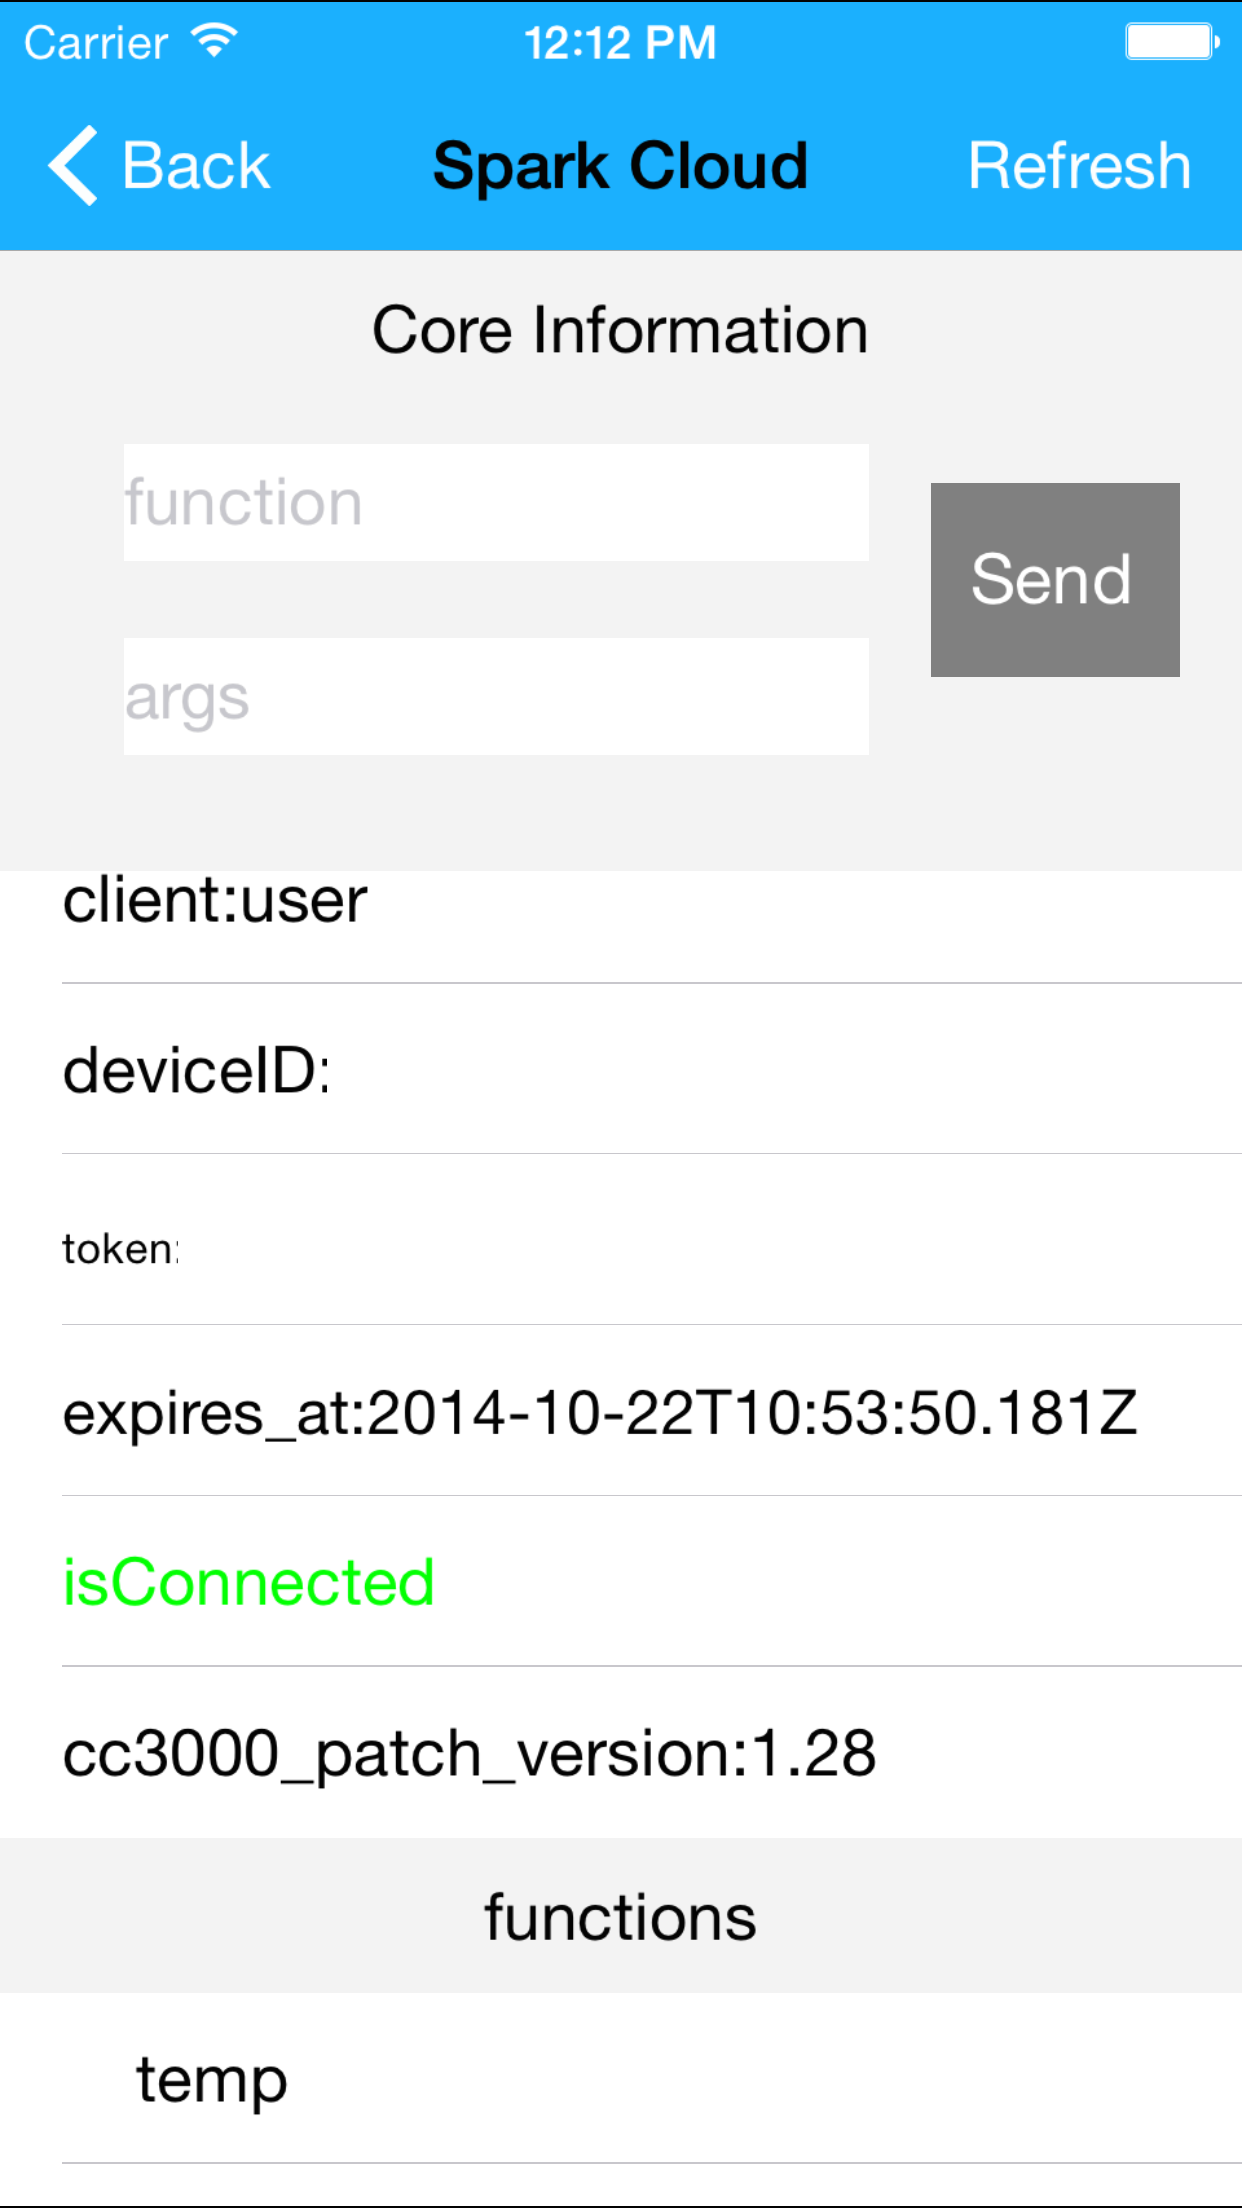 Carrier 12:12 PM
Back Spark Cloud Refresh
Core Information
function
Send
args
client:user
deviceID:
token:
expires_at:2014-10-22T10:53:50.181Z
isConnected
cc3000_patch_version:1.28
functions
temp